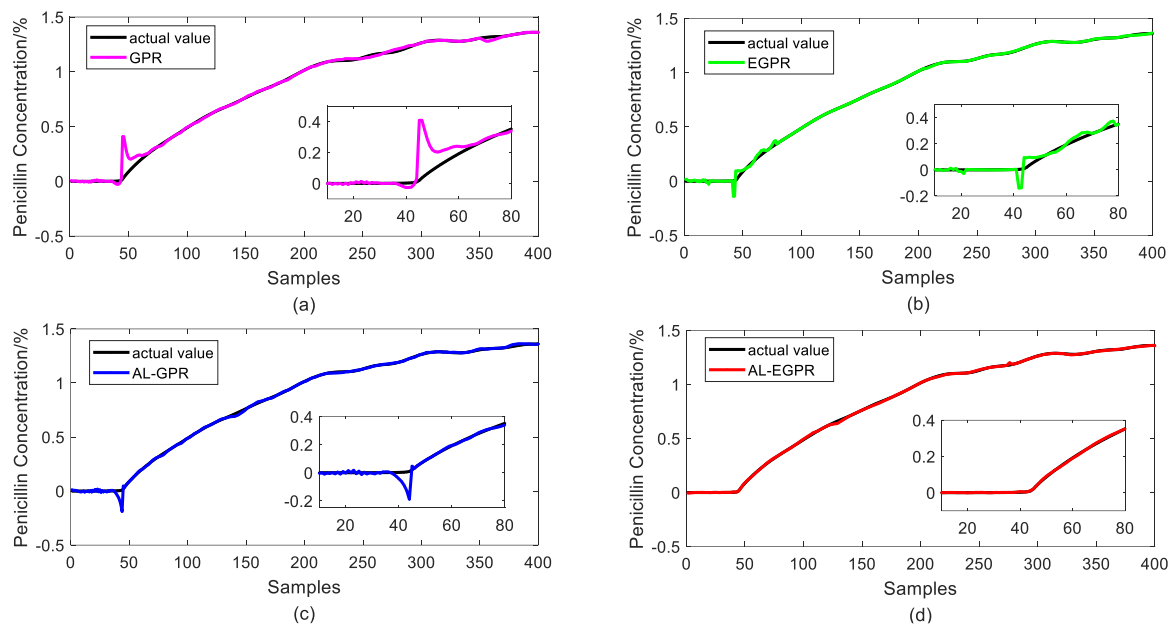 1.5
1
0.5
0
-0.5
Penicillin Concentration/%
actual value
GPR
0.4
0.2
0
20 40 60 80
0 50 100 150 200 250 300 350 400
Samples
(a)
1.5
1
0.5
0
-0.5
Penicillin Concentration/%
actual value
EGPR
0.4
0.2
0
-0.2
20 40 60 80
0 50 100 150 200 250 300 350 400
Samples
(b)
1.5
1
0.5
0
-0.5
Penicillin Concentration/%
actual value
AL-GPR
0.4
0.2
0
-0.2
20 40 60 80
0 50 100 150 200 250 300 350 400
Samples
(c)
1.5
1
0.5
0
-0.5
Penicillin Concentration/%
actual value
AL-EGPR
0.4
0.2
0
20 40 60 80
0 50 100 150 200 250 300 350 400
Samples
(d)